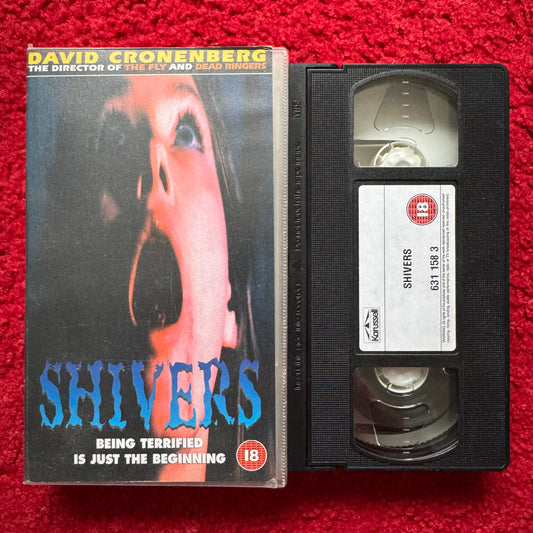 DAVID CRONENBERG
THE DIRECTOR OF THE FLY AND DEAD RINGERS
SHIVERS
BEING TERRIFIED
IS JUST THE BEGINNING
18
VHS
18
SHIVERS
631 158 3
Karussell